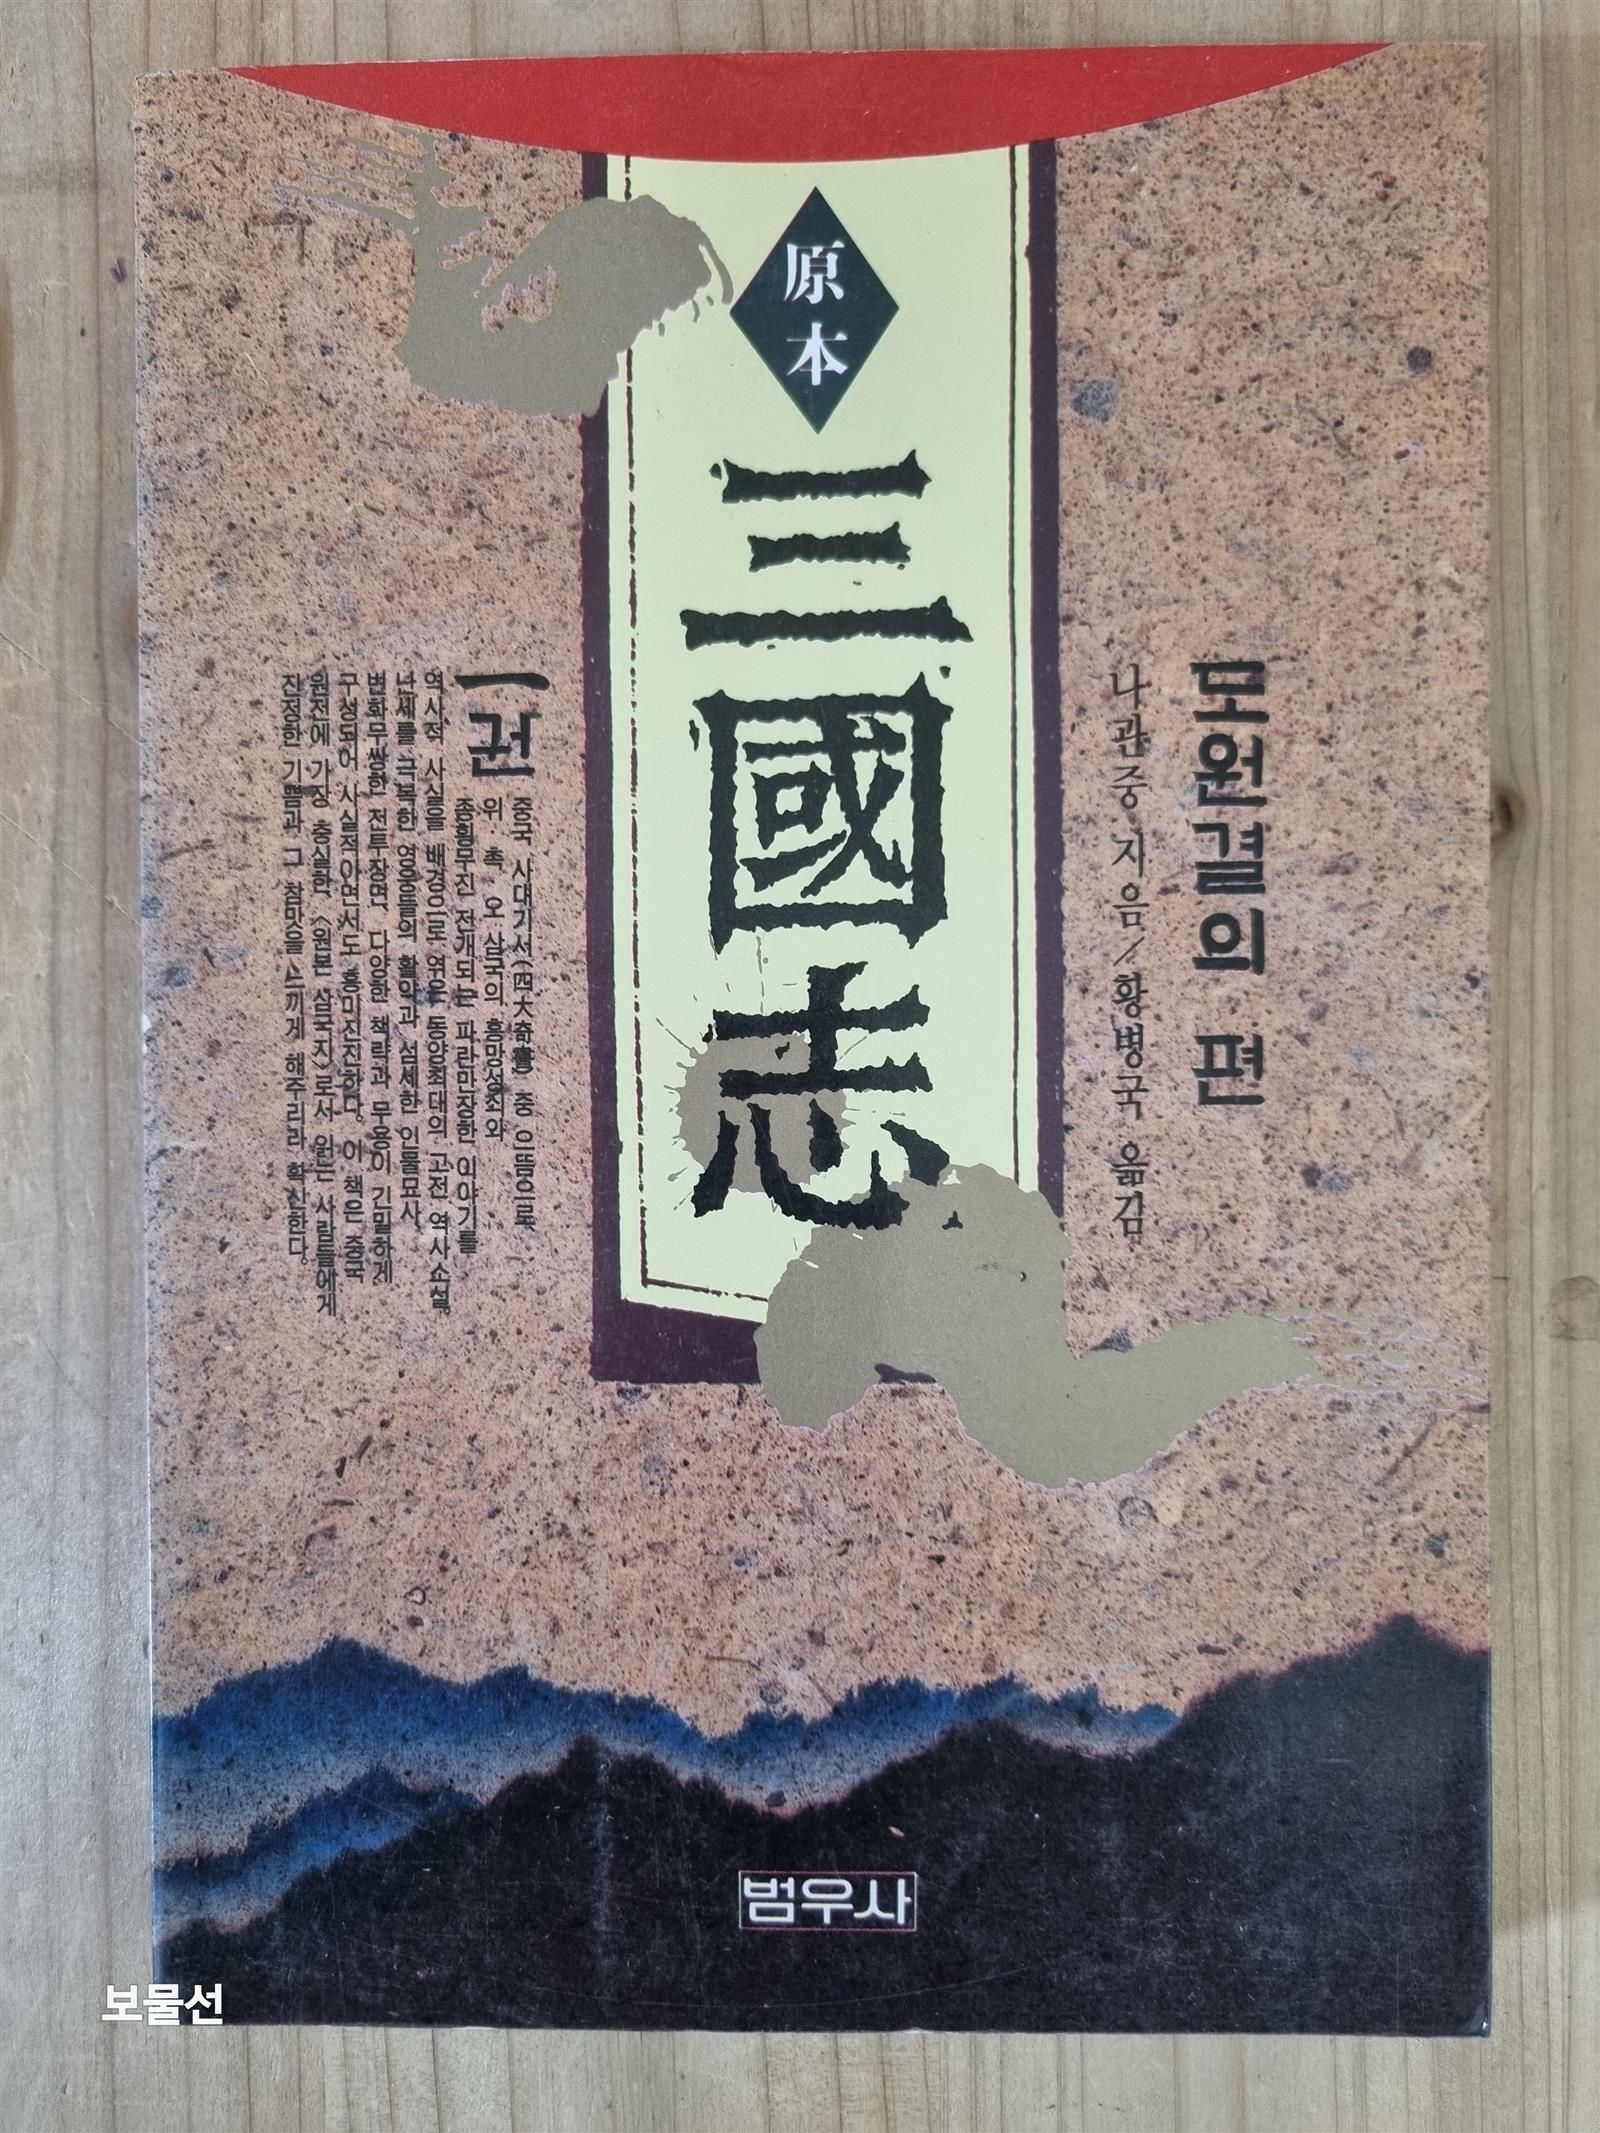 原本
三國志
도원결의 편
나관중 지음/황병국 옮김
一권
중국 사대기서(四大奇書) 중 으뜸으로,
위·촉·오 삼국의 흥망성쇠와
종횡무진 전개되는 파란만장한 이야기를
역사적 사실을 배경으로 엮은 동양최대의 고전 역사소설.
난세를 극복한 영웅들의 활약과 섬세한 인물묘사,
변화무쌍한 전투장면, 다양한 책략과 무용이 긴밀하게
구성되어 사실적이면서도 흥미진진하다. 이 책은 중국
원전에 가장 충실한, 〈원본 삼국지〉로서 읽는 사람들에게
진정한 기쁨과 그 참맛을 느끼게 해주리라 확신한다.
범우사
보물선